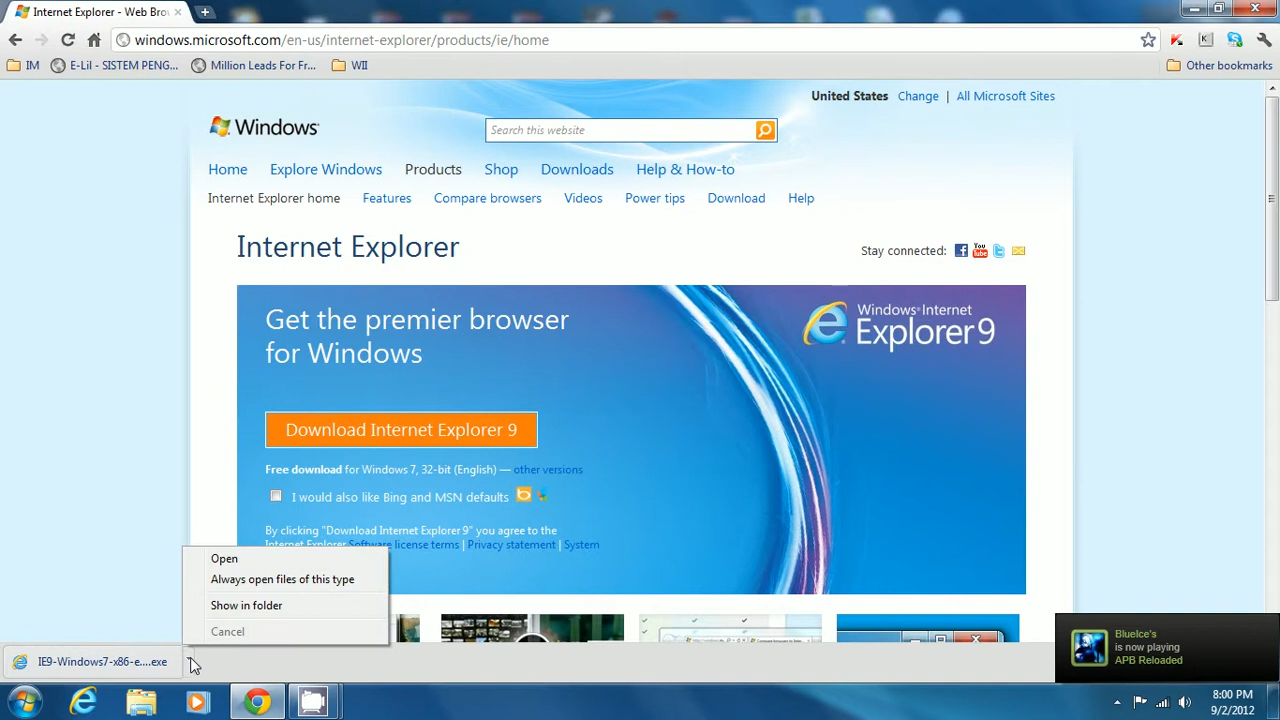 Internet Explorer - Web Bro
windows.microsoft.com/en-us/internet-explorer/products/ie/home
IM
E-Lil - SISTEM PENG...
Million Leads For Fr...
WII
Other bookmarks
United States Change | All Microsoft Sites
Windows
Search this website
Home Explore Windows Products Shop Downloads Help & How-to
Internet Explorer home Features Compare browsers Videos Power tips Download Help
Internet Explorer
Stay connected:
Get the premier browser
for Windows
Windows Internet
Explorer 9
Download Internet Explorer 9
Free download for Windows 7, 32-bit (English) — other versions
I would also like Bing and MSN defaults
By clicking "Download Internet Explorer 9" you agree to the
Internet Explorer Software license terms | Privacy statement | System
Open
Always open files of this type
Show in folder
Cancel
IE9-Windows7-x86-e....exe
BlueIce's
is now playing
APB Reloaded
8:00 PM
9/2/2012